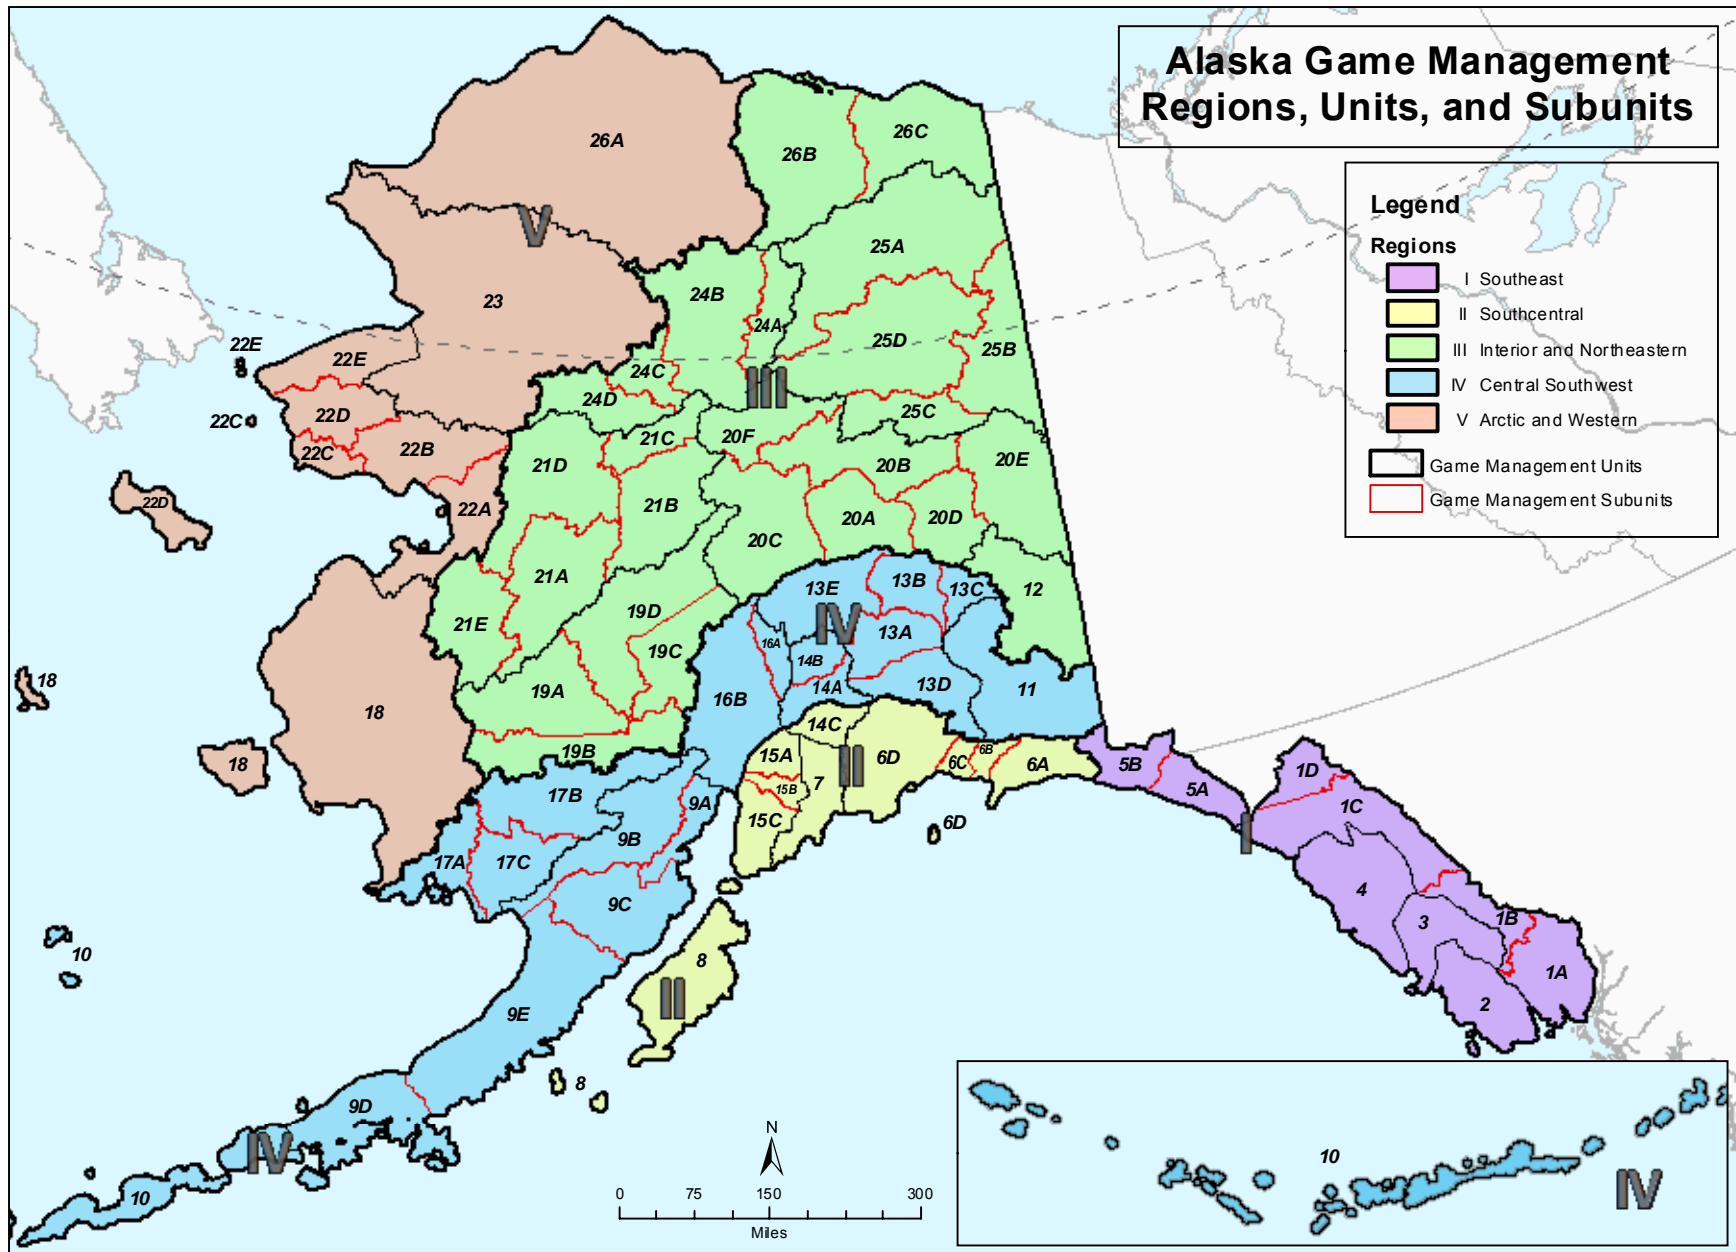 Alaska Game Management
Regions, Units, and Subunits
Legend
Regions
I Southeast
II Southcentral
III Interior and Northeastern
IV Central Southwest
V Arctic and Western
Game Management Units
Game Management Subunits
26A
26B
26C
V
25A
23
24B
24A
25D
25B
22E
22E
24C
III
24D
22D
22C
25C
22C
22B
21C
20F
21D
20B
20E
22D
22A
21B
20A
20D
20C
21A
13E
13B
13C
12
19D
IV
21E
13A
16A
19C
14B
18
19A
16B
14A
13D
11
18
14C
19B
15A
II
6D
6C
6B
6A
18
7
5B
1D
15B
5A
17B
9A
1C
15C
6D
9B
I
17A
17C
4
9C
3
1B
10
8
1A
II
2
9E
8
9D
IV
10
N
0 75 150 300
Miles
10
IV